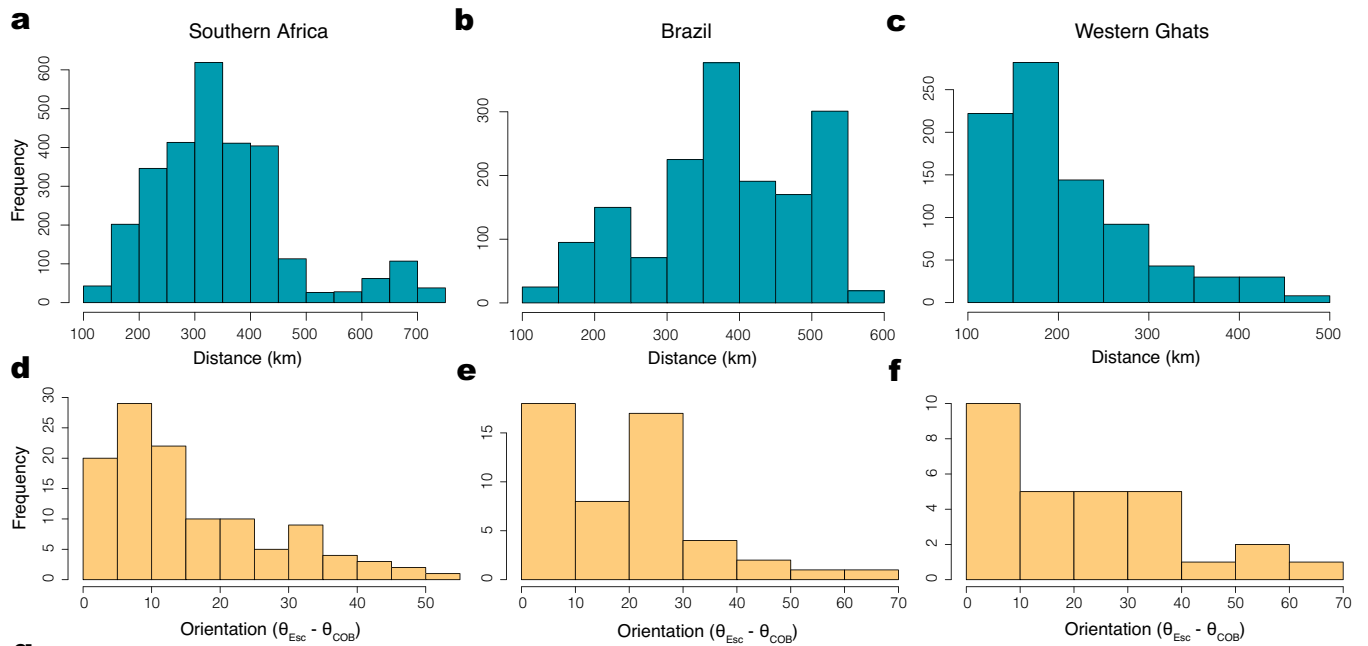 a
Southern Africa
b
Brazil
c
Western Ghats
Frequency
0 100 200 300 400 500 600
100 200 300 400 500 600 700
Distance (km)
0 100 200 300
100 200 300 400 500 600
Distance (km)
0 50 100 150 200 250
100 200 300 400 500
Distance (km)
d
e
f
Frequency
0 5 10 15 20 25 30
0 10 20 30 40 50
Orientation (θEsc - θCOB)
0 5 10 15
0 10 20 30 40 50 60 70
Orientation (θEsc - θCOB)
0 2 4 6 8 10
0 10 20 30 40 50 60 70
Orientation (θEsc - θCOB)